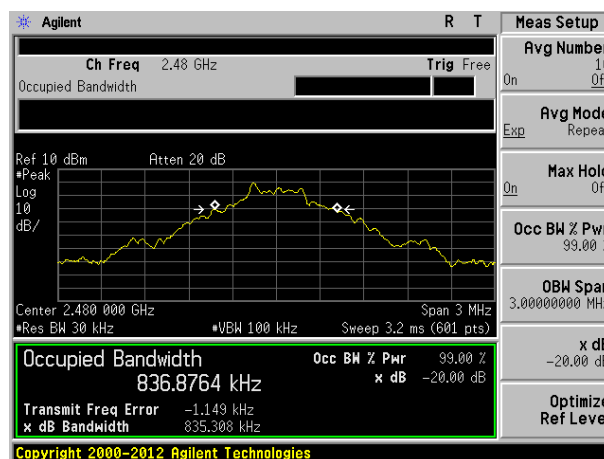 Agilent R T Meas Setup
Avg Number
10
On Off
Ch Freq 2.48 GHz Trig Free
Occupied Bandwidth
Avg Mode
Exp Repeat
Ref 10 dBm Atten 20 dB
#Peak
Log
10
dB/
Max Hold
On Off
Occ BW % Pwr
99.00 %
OBW Span
3.00000000 MHz
Center 2.480 000 GHz Span 3 MHz
#Res BW 30 kHz #VBW 100 kHz Sweep 3.2 ms (601 pts)
x dB
-20.00 dB
Occupied Bandwidth
836.8764 kHz
Occ BW % Pwr 99.00 %
x dB -20.00 dB
Transmit Freq Error -1.149 kHz
x dB Bandwidth 835.308 kHz
Optimize
Ref Level
Copyright 2000-2012 Agilent Technologies